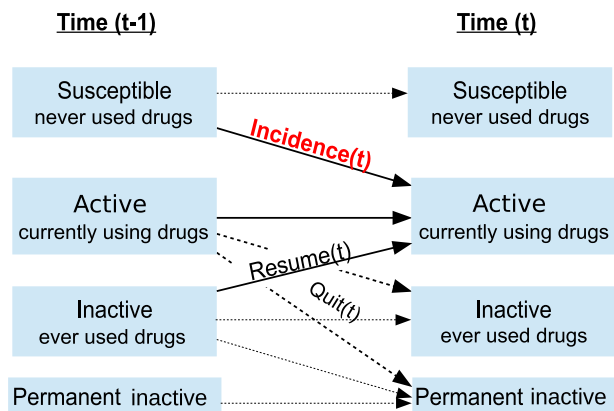 Time (t-1)
Time (t)
Susceptible
never used drugs
Susceptible
never used drugs
Incidence(t)
Active
currently using drugs
Active
currently using drugs
Resume(t)
Quit(t)
Inactive
ever used drugs
Inactive
ever used drugs
Permanent inactive
Permanent inactive